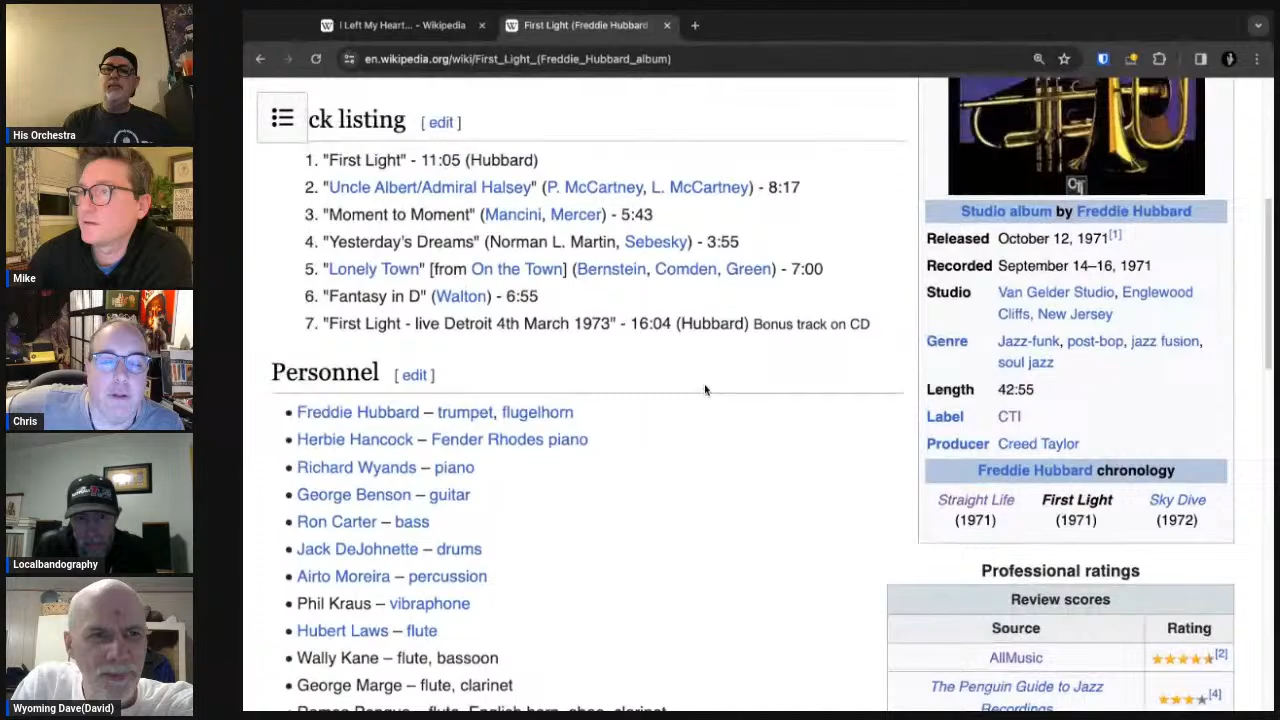 I Left My Heart... - Wikipedia
First Light (Freddie Hubbard
en.wikipedia.org/wiki/First_Light_(Freddie_Hubbard_album)
His Orchestra
Mike
Chris
Localbandography
Wyoming Dave(David)
ck listing [ edit ]
1. "First Light" - 11:05 (Hubbard)
2. "Uncle Albert/Admiral Halsey" (P. McCartney, L. McCartney) - 8:17
3. "Moment to Moment" (Mancini, Mercer) - 5:43
4. "Yesterday's Dreams" (Norman L. Martin, Sebesky) - 3:55
5. "Lonely Town" [from On the Town] (Bernstein, Comden, Green) - 7:00
6. "Fantasy in D" (Walton) - 6:55
7. "First Light - live Detroit 4th March 1973" - 16:04 (Hubbard) Bonus track on CD
Personnel [ edit ]
• Freddie Hubbard – trumpet, flugelhorn
• Herbie Hancock – Fender Rhodes piano
• Richard Wyands – piano
• George Benson – guitar
• Ron Carter – bass
• Jack DeJohnette – drums
• Airto Moreira – percussion
• Phil Kraus – vibraphone
• Hubert Laws – flute
• Wally Kane – flute, bassoon
• George Marge – flute, clarinet
CTI
Studio album by Freddie Hubbard
Released October 12, 1971[1]
Recorded September 14–16, 1971
Studio Van Gelder Studio, Englewood
Cliffs, New Jersey
Genre Jazz-funk, post-bop, jazz fusion,
soul jazz
Length 42:55
Label CTI
Producer Creed Taylor
Freddie Hubbard chronology
Straight Life First Light Sky Dive
(1971) (1971) (1972)
Professional ratings
Review scores
Source Rating
AllMusic [2]
The Penguin Guide to Jazz [4]
Recordings